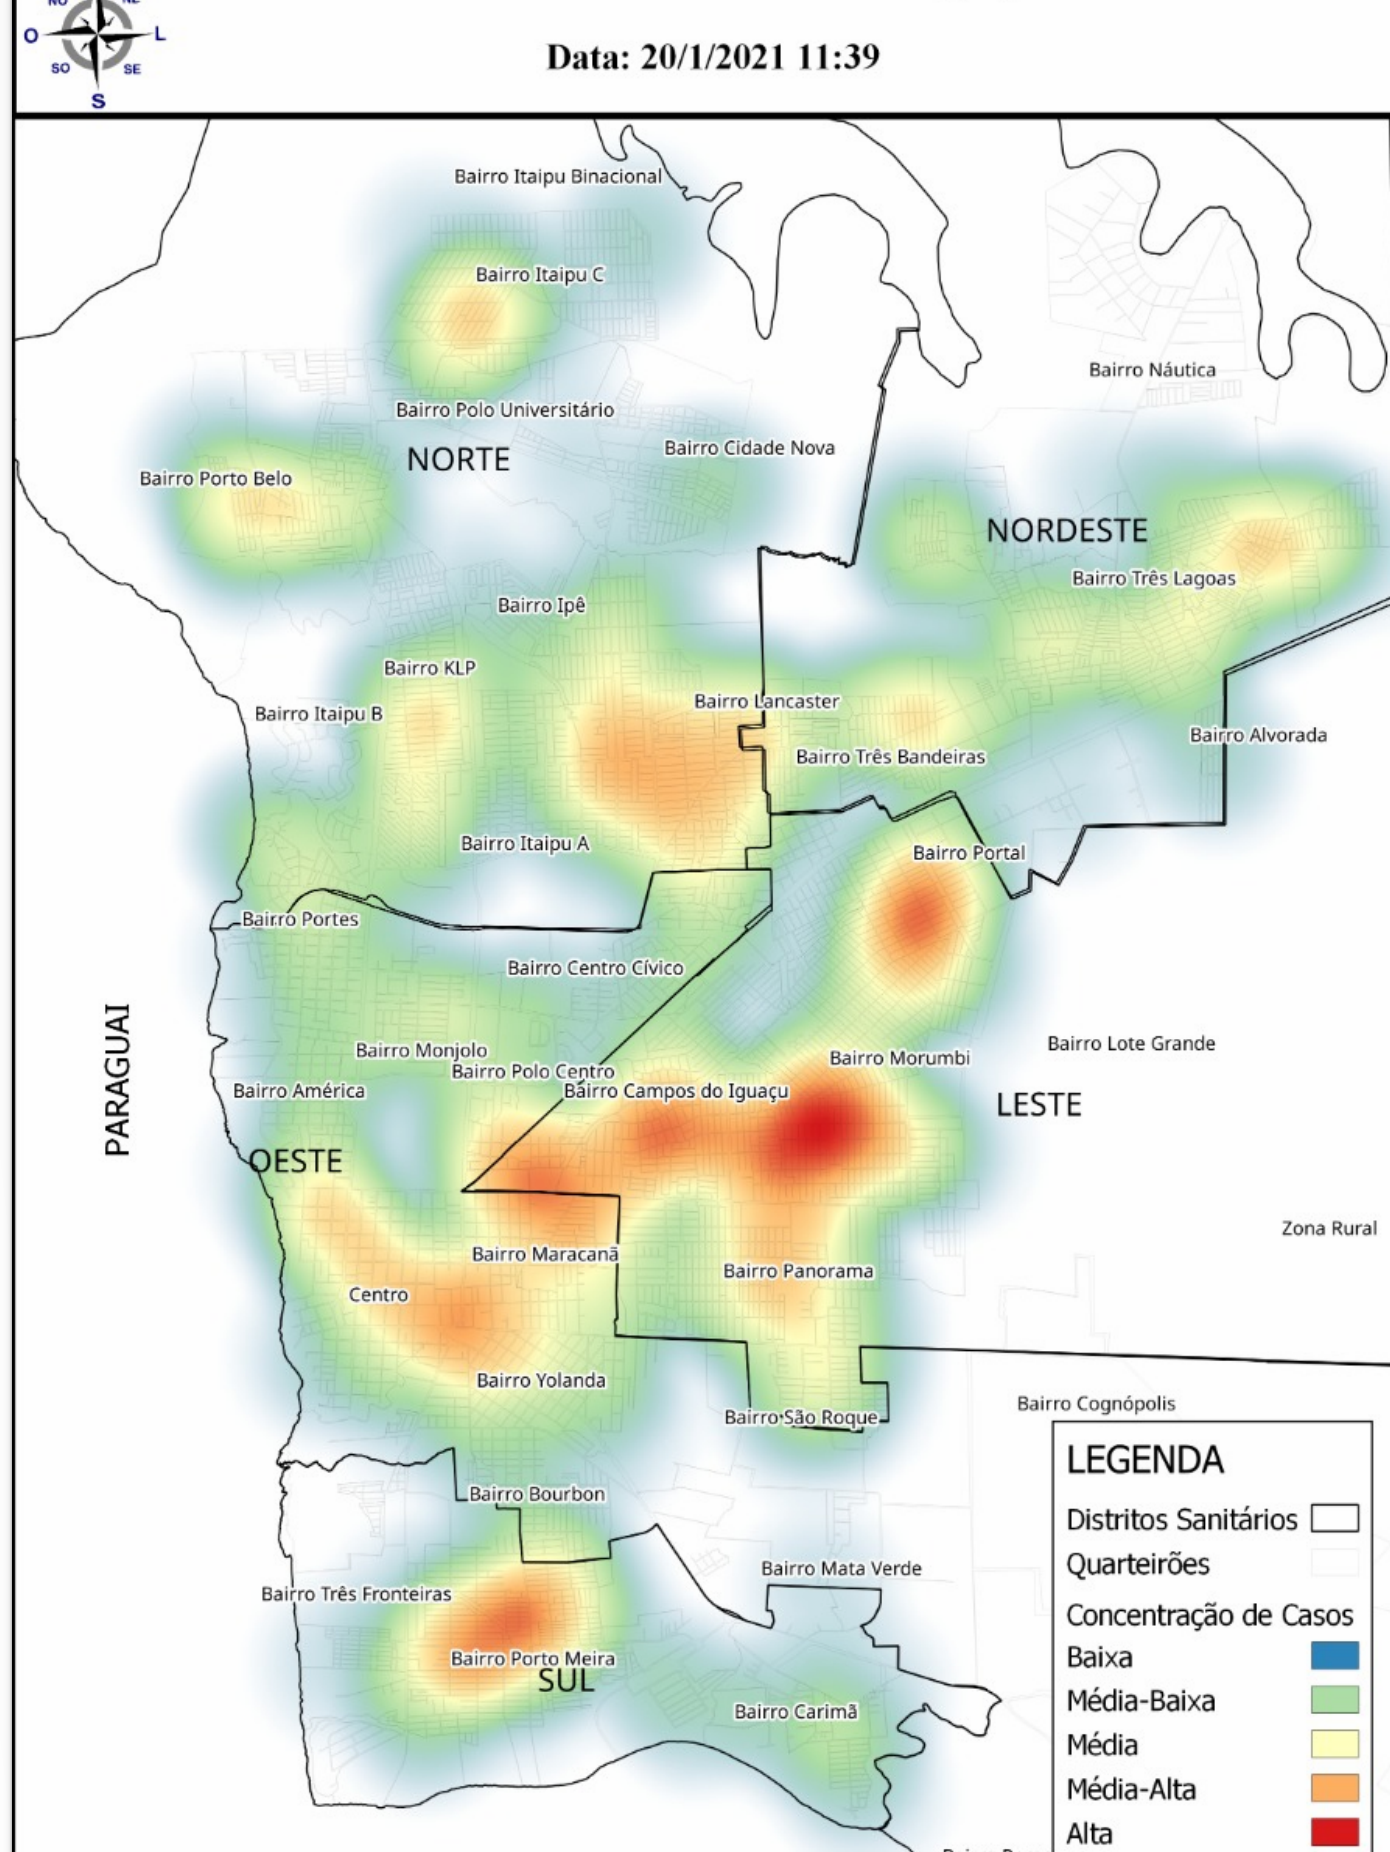 O
L
SO
SE
S
Data: 20/1/2021 11:39
Bairro Itaipu Binacional
Bairro Itaipu C
Bairro Náutica
Bairro Polo Universitário
Bairro Cidade Nova
NORTE
Bairro Porto Belo
NORDESTE
Bairro Três Lagoas
Bairro Ipê
Bairro KLP
Bairro Lancaster
Bairro Itaipu B
Bairro Alvorada
Bairro Três Bandeiras
Bairro Itaipu A
Bairro Portal
Bairro Portes
Bairro Centro Cívico
PARAGUAI
Bairro Lote Grande
Bairro Monjolo
Bairro Morumbi
Bairro Polo Centro
Bairro América
Bairro Campos do Iguaçu
LESTE
OESTE
Zona Rural
Bairro Maracanã
Bairro Panorama
Centro
Bairro Yolanda
Bairro Cognópolis
Bairro São Roque
Bairro Bourbon
Bairro Mata Verde
Bairro Três Fronteiras
Bairro Porto Meira
SUL
Bairro Carimã
LEGENDA
Distritos Sanitários
Quarteirões
Concentração de Casos
Baixa
Média-Baixa
Média
Média-Alta
Alta